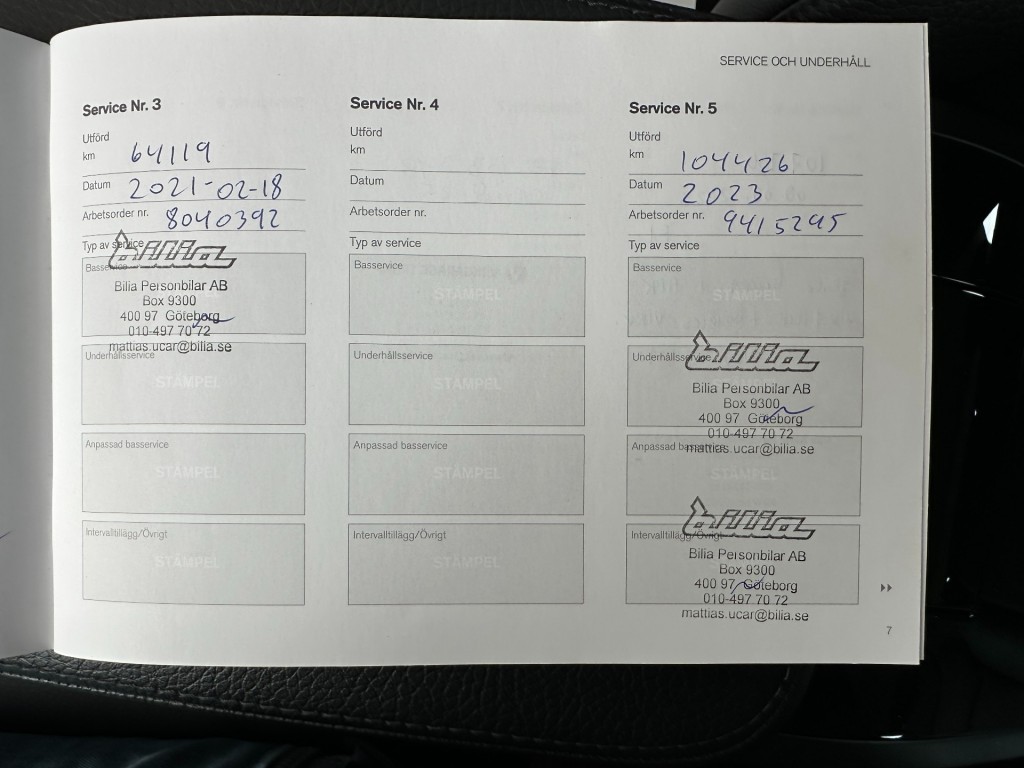 SERVICE OCH UNDERHÅLL
Service Nr. 3
Utförd
km 64119
Datum 2021-02-18
Arbetsorder nr. 8040392
Typ av service
bilia
Basservice
Bilia Personbilar AB
Box 9300
400 97 Göteborg
010-497 70 72
mattias.ucar@bilia.se
Underhållsservice
STÄMPEL
Anpassad basservice
STÄMPEL
Intervalltillägg/Övrigt
STÄMPEL
Service Nr. 4
Utförd
km
Datum
Arbetsorder nr.
Typ av service
Basservice
STÄMPEL
Underhållsservice
STÄMPEL
Anpassad basservice
STÄMPEL
Intervalltillägg/Övrigt
STÄMPEL
Service Nr. 5
Utförd
km 104426
Datum 2023
Arbetsorder nr. 9415295
Typ av service
Basservice
STÄMPEL
bilia
Underhållsservice
Bilia Personbilar AB
Box 9300
400 97 Göteborg
010-497 70 72
Anpassad basservice
mattias.ucar@bilia.se
STÄMPEL
bilia
Intervalltillägg/Övrigt
Bilia Personbilar AB
Box 9300
400 97 Göteborg
010-497 70 72
mattias.ucar@bilia.se
7